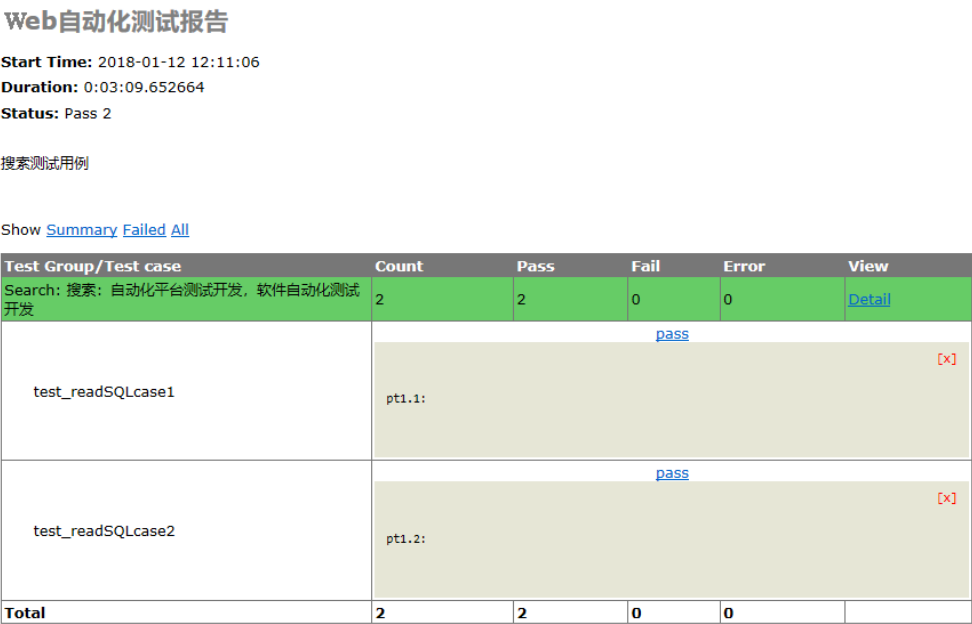 Web自动化测试报告
Start Time: 2018-01-12 12:11:06
Duration: 0:03:09.652664
Status: Pass 2
搜索测试用例
Show Summary Failed All
Test Group/Test case Count Pass Fail Error View
Search: 搜索: 自动化平台测试开发, 软件自动化测试
开发 2 2 0 0 Detail
pass
[x]
test_readSQLcase1
pt1.1:
pass
[x]
test_readSQLcase2
pt1.2:
Total 2 2 0 0